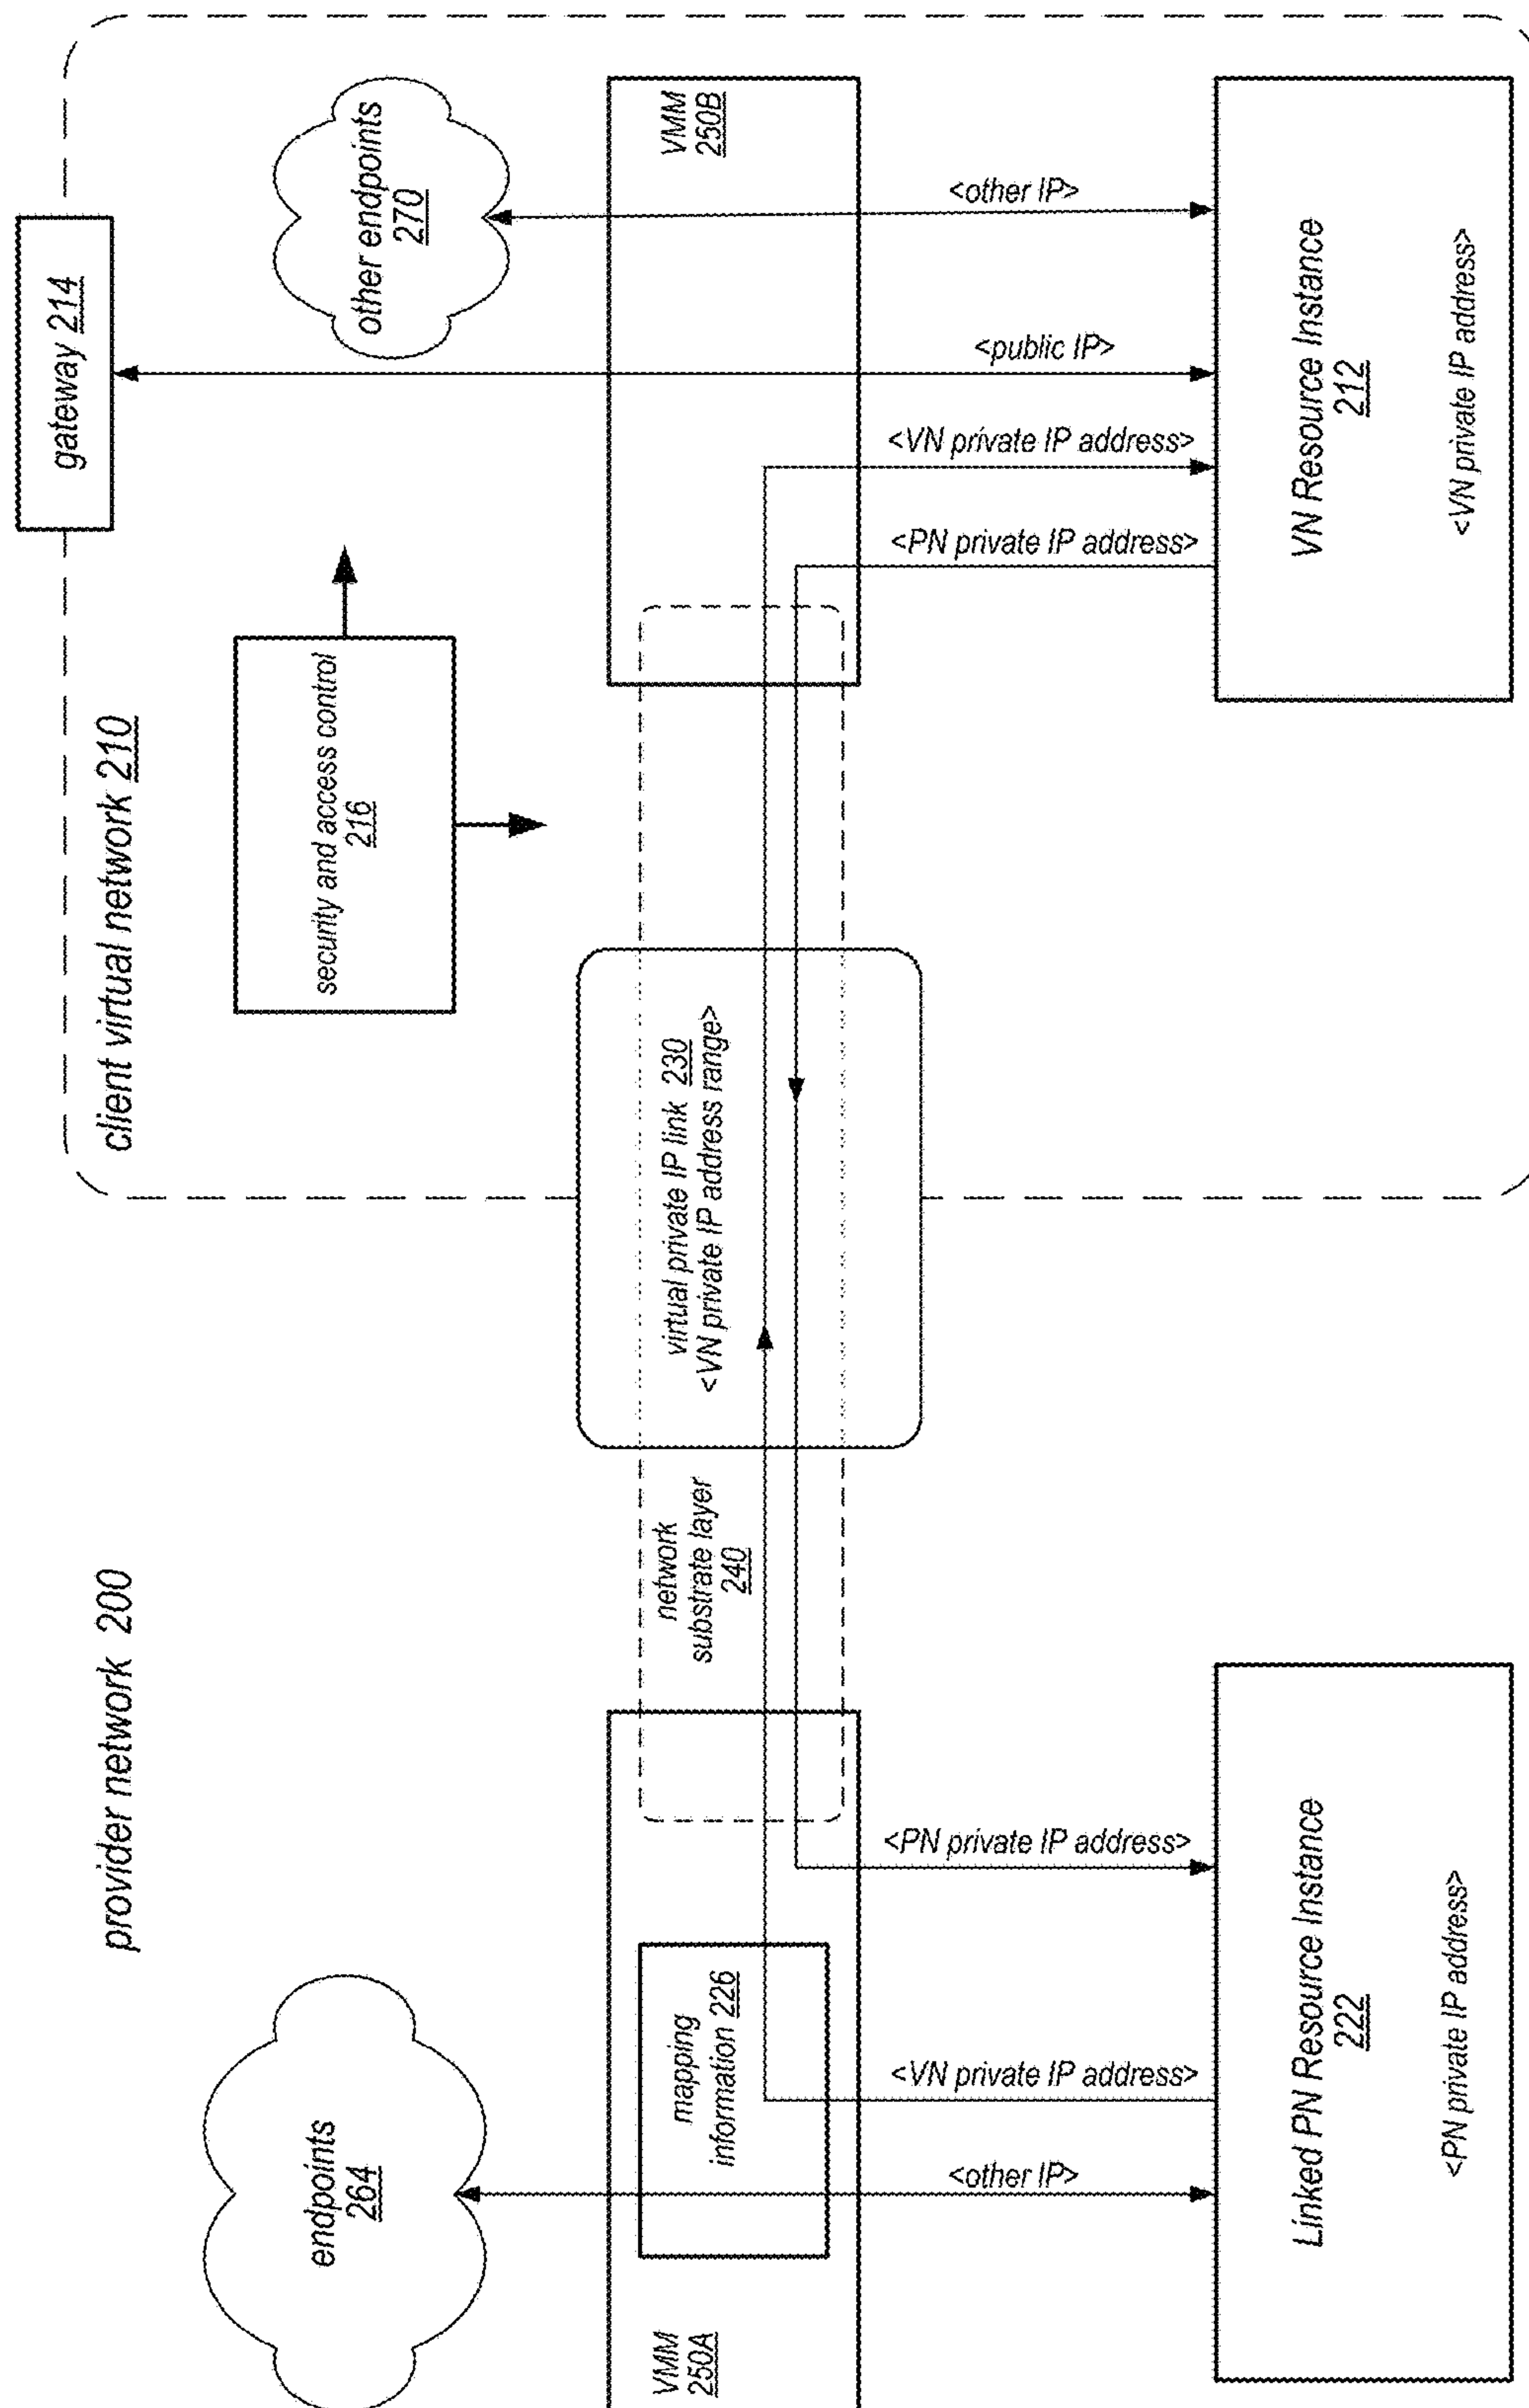 provider network 200
client virtual network 210
gateway 214
endpoints
264
security and access control
216
other endpoints
270
VMM
250A
mapping
information 226
network
substrate layer
240
virtual private IP link 230
<VN private IP address range>
VMM
250B
<other IP>
<VN private IP address>
<PN private IP address>
<PN private IP address>
<VN private IP address>
<public IP>
<other IP>
Linked PN Resource Instance
222
<PN private IP address>
VN Resource Instance
212
<VN private IP address>